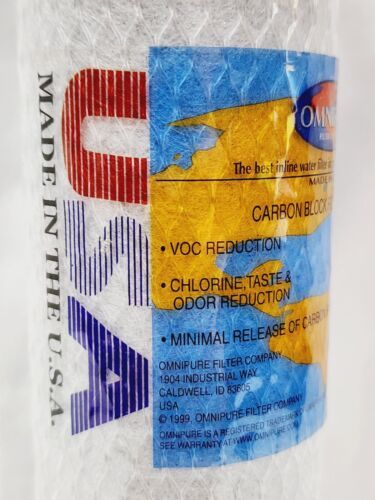 USA
MADE IN THE U.S.A.
OMNIPURE
The best inline water filter
MADE
CARBON BLOCK
• VOC REDUCTION
• CHLORINE, TASTE &
ODOR REDUCTION
• MINIMAL RELEASE OF CARBON
OMNIPURE FILTER COMPANY
1904 INDUSTRIAL WAY
CALDWELL, ID 83605
USA
© 1999, OMNIPURE FILTER COMPANY
OMNIPURE IS A REGISTERED TRADEMARK
SEE WARRANTY AT WWW.OMNIPURE.